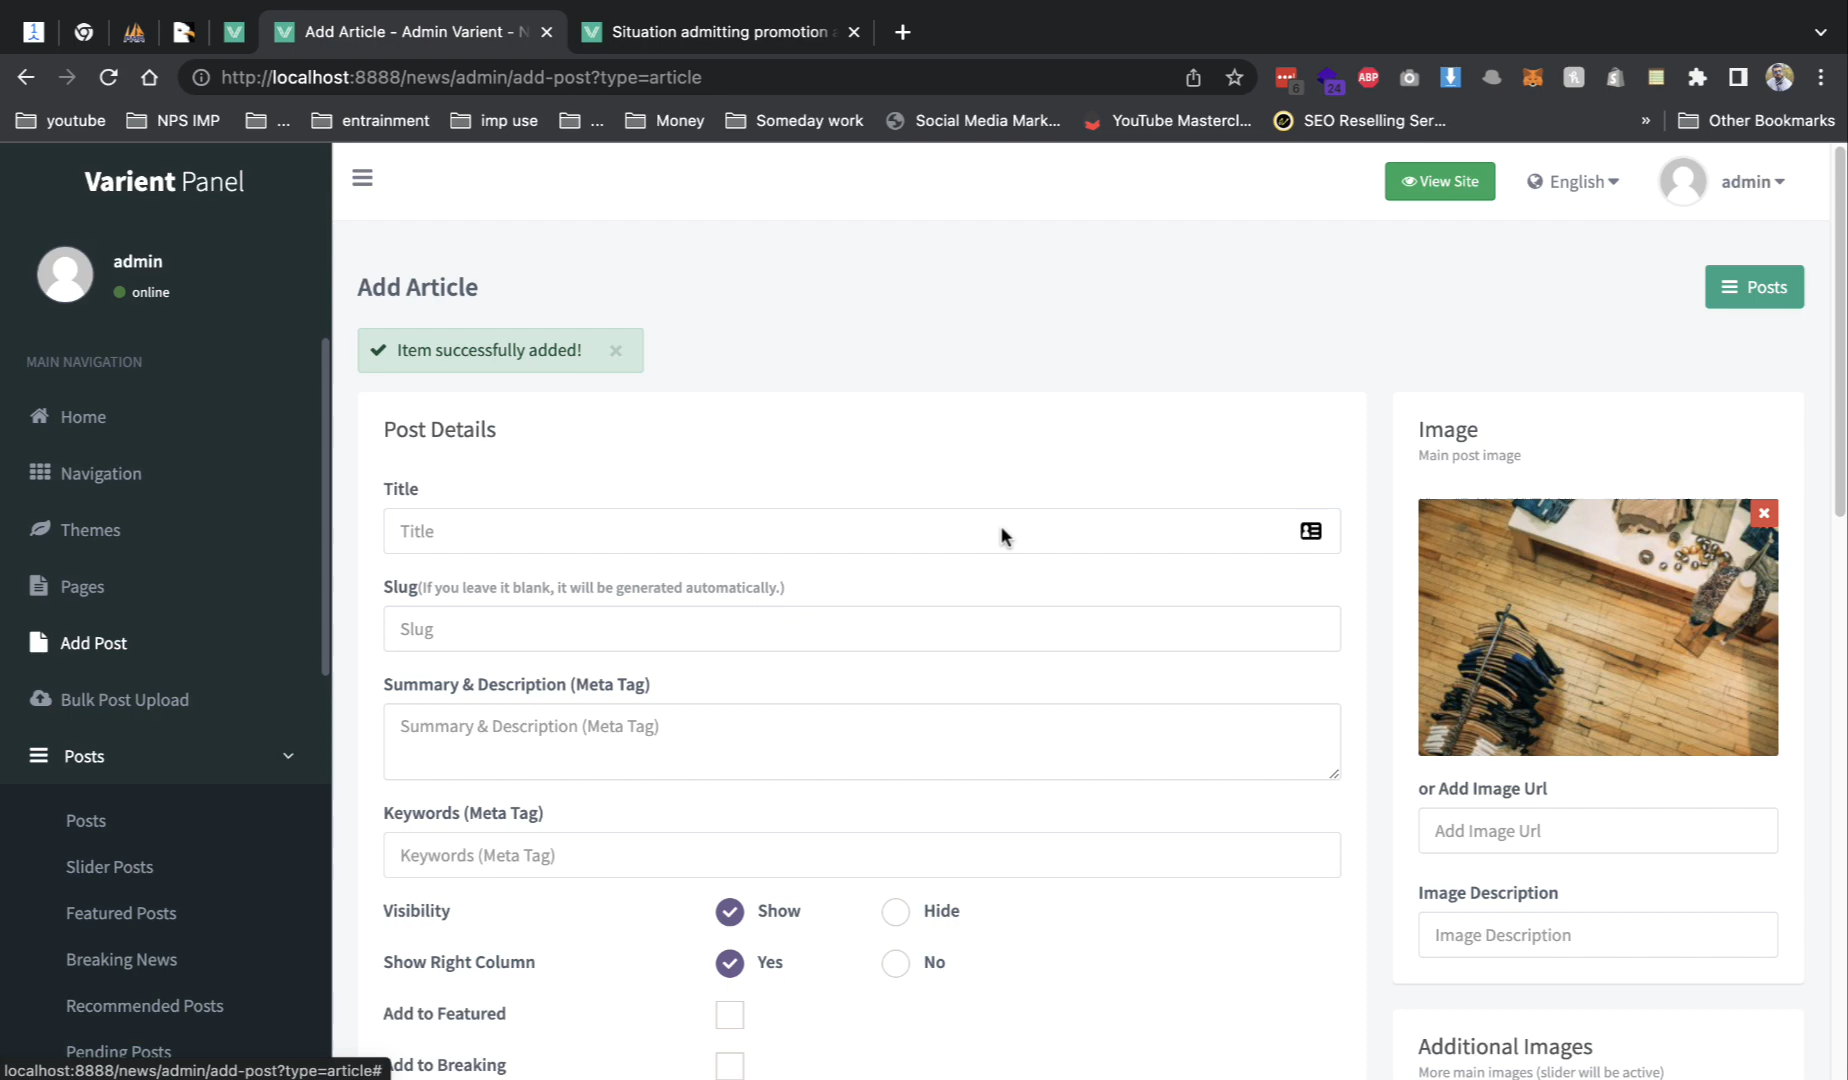 Add Article - Admin Varient - N
Situation admitting promotion a
http://localhost:8888/news/admin/add-post?type=article
6
24
ABP
youtube
NPS IMP
...
entrainment
imp use
...
Money
Someday work
Social Media Mark...
YouTube Mastercl...
SEO Reselling Ser...
»
Other Bookmarks
Varient Panel
View Site
English
admin
admin
online
Add Article
Posts
Item successfully added!
MAIN NAVIGATION
Home
Navigation
Themes
Pages
Add Post
Bulk Post Upload
Posts
Posts
Slider Posts
Featured Posts
Breaking News
Recommended Posts
Pending Posts
localhost:8888/news/admin/add-post?type=article#
Post Details
Title
Title
Slug(If you leave it blank, it will be generated automatically.)
Slug
Summary & Description (Meta Tag)
Summary & Description (Meta Tag)
Keywords (Meta Tag)
Keywords (Meta Tag)
Visibility Show Hide
Show Right Column Yes No
Add to Featured
Add to Breaking
Image
Main post image
or Add Image Url
Add Image Url
Image Description
Image Description
Additional Images
More main images (slider will be active)